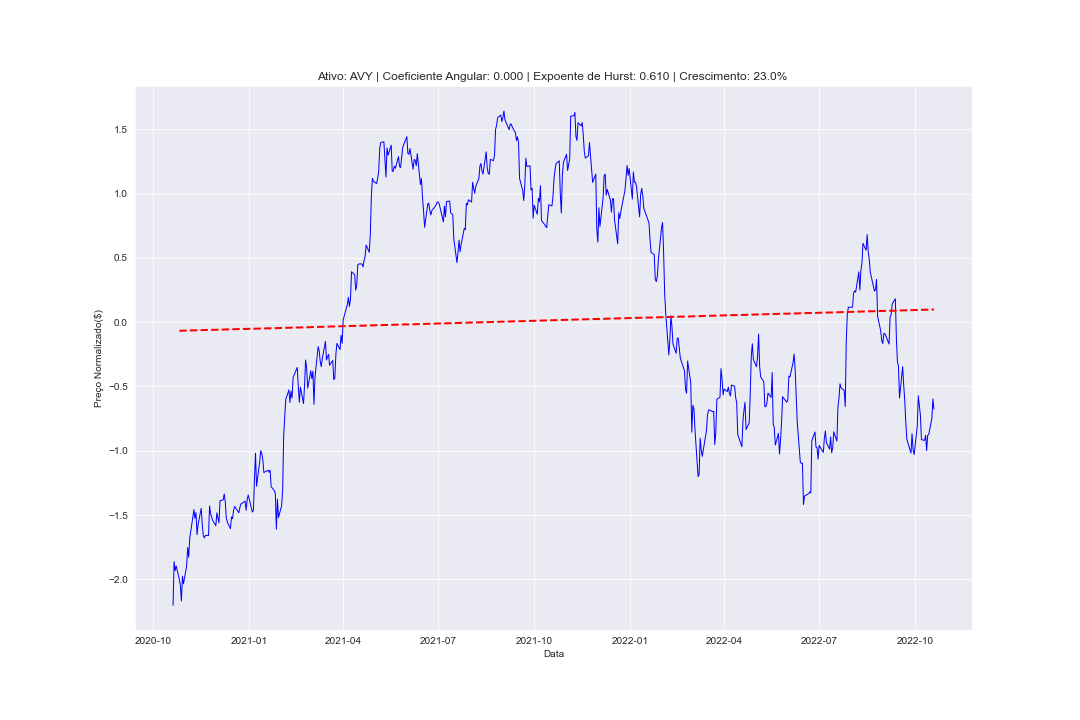 Ativo: AVY | Coeficiente Angular: 0.000 | Expoente de Hurst: 0.610 | Crescimento: 23.0%
Preço Normalizado($)
1.5
1.0
0.5
0.0
−0.5
−1.0
−1.5
−2.0
2020-10 2021-01 2021-04 2021-07 2021-10 2022-01 2022-04 2022-07 2022-10
Data